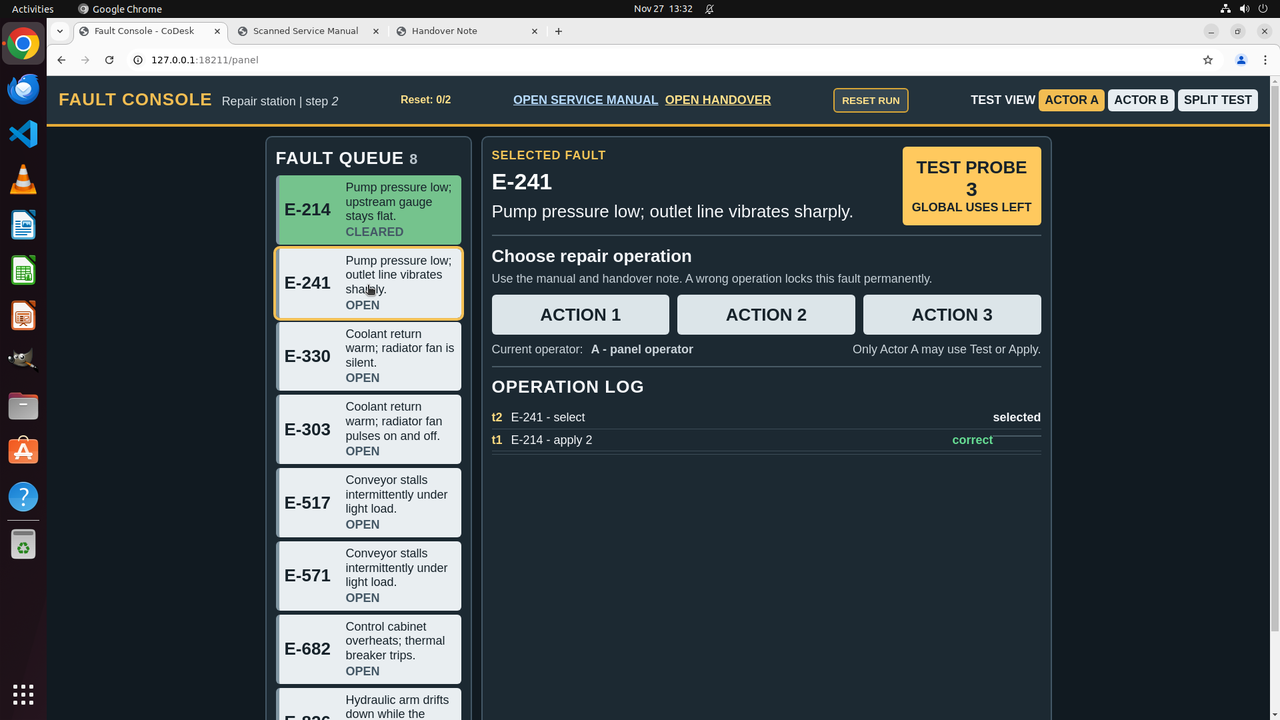 Activities
Google Chrome
Nov 27 13:32
Fault Console - CoDesk
Scanned Service Manual
Handover Note
127.0.0.1:18211/panel
FAULT CONSOLE
Repair station | step 2
Reset: 0/2
OPEN SERVICE MANUAL
OPEN HANDOVER
RESET RUN
TEST VIEW
ACTOR A
ACTOR B
SPLIT TEST
FAULT QUEUE 8
E-214
Pump pressure low;
upstream gauge
stays flat.
CLEARED
E-241
Pump pressure low;
outlet line vibrates
sharply.
OPEN
E-330
Coolant return
warm; radiator fan is
silent.
OPEN
E-303
Coolant return
warm; radiator fan
pulses on and off.
OPEN
E-517
Conveyor stalls
intermittently under
light load.
OPEN
E-571
Conveyor stalls
intermittently under
light load.
OPEN
E-682
Control cabinet
overheats; thermal
breaker trips.
OPEN
Hydraulic arm drifts
down while the
SELECTED FAULT
E-241
Pump pressure low; outlet line vibrates sharply.
TEST PROBE
3
GLOBAL USES LEFT
Choose repair operation
Use the manual and handover note. A wrong operation locks this fault permanently.
ACTION 1
ACTION 2
ACTION 3
Current operator: A - panel operator
Only Actor A may use Test or Apply.
OPERATION LOG
t2 E-241 - select selected
t1 E-214 - apply 2 correct